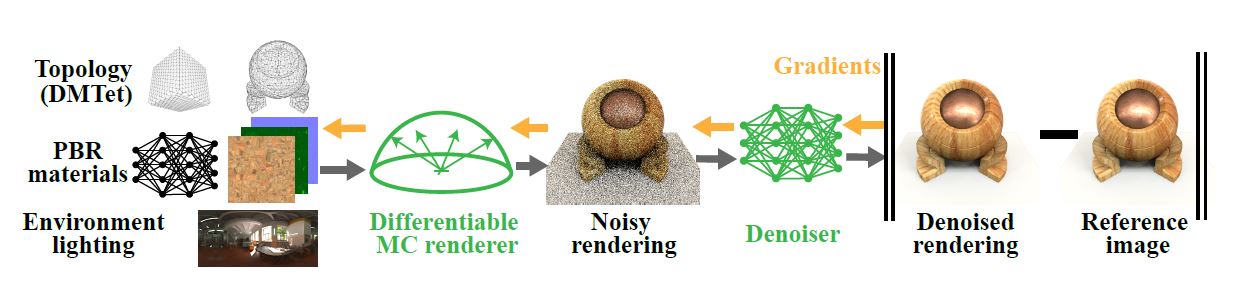 Topology
(DMTet)
PBR
materials
Environment
lighting
Differentiable
MC renderer
Noisy
rendering
Gradients
Denoiser
Denoised
rendering
Reference
image